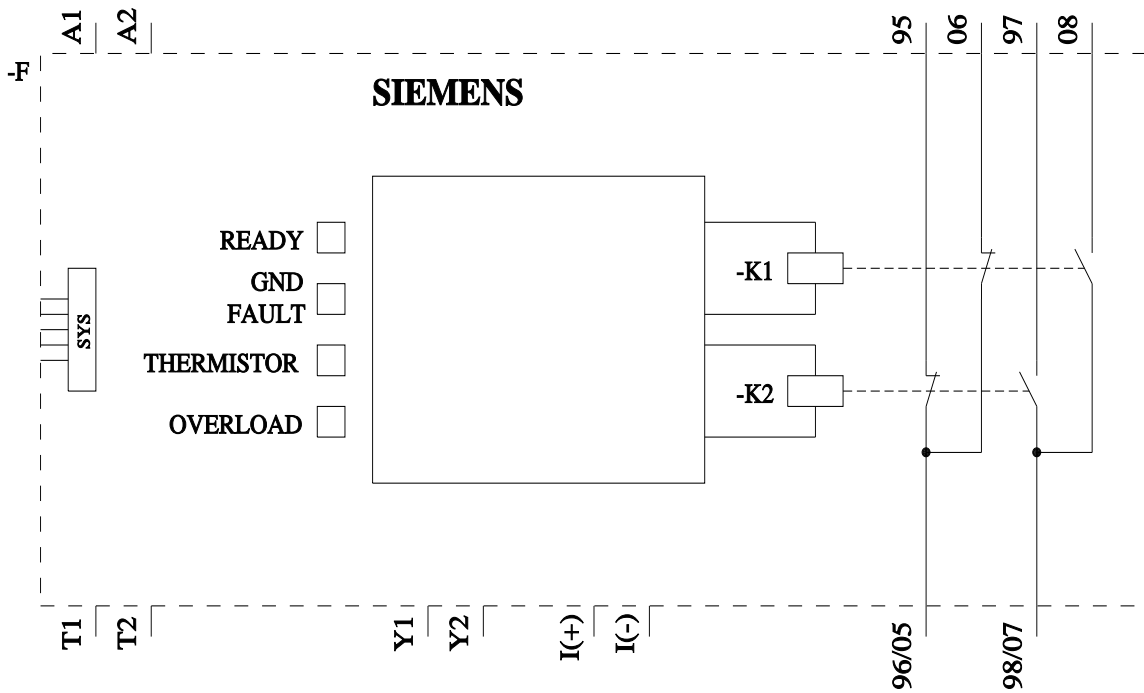 A1
A2
95
06
97
08
-F
SIEMENS
READY
GND
FAULT
THERMISTOR
OVERLOAD
SYS
-K1
-K2
T1
T2
Y1
Y2
I(+)
I(-)
96/05
98/07